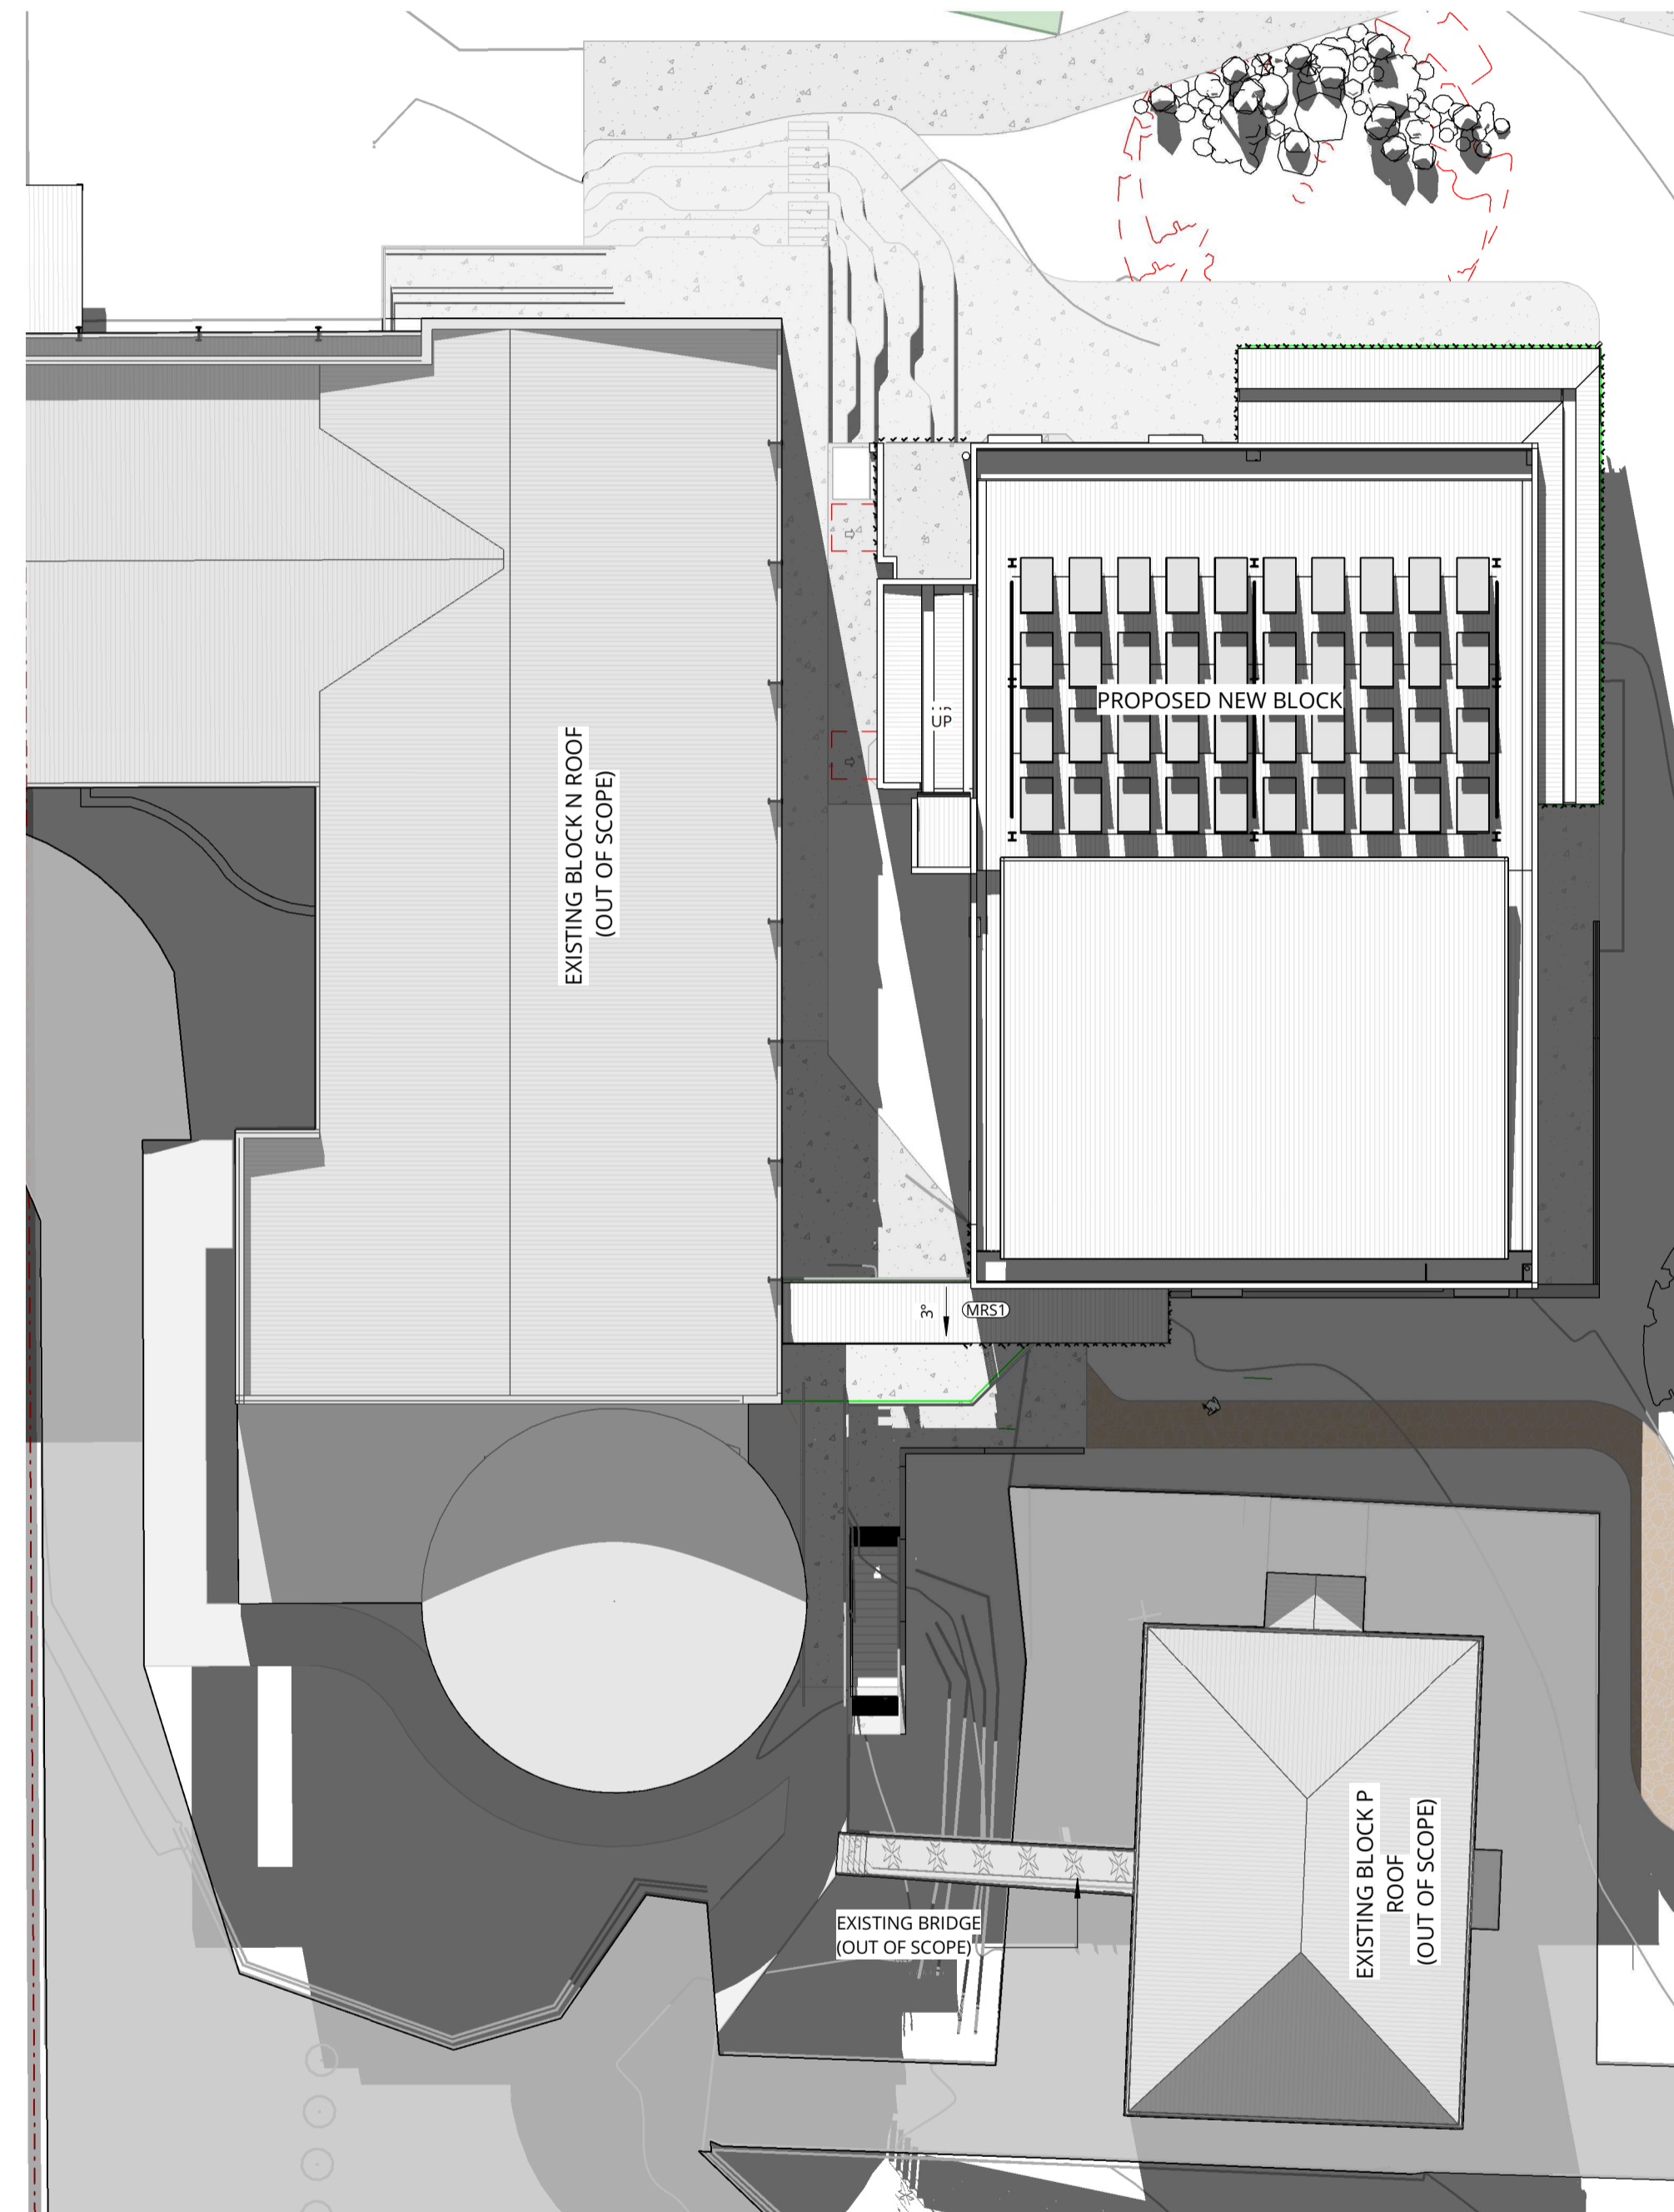 PROPOSED NEW BLOCK
UP
EXISTING BLOCK N ROOF
(OUT OF SCOPE)
3°
MRS1
EXISTING BRIDGE
(OUT OF SCOPE)
EXISTING BLOCK P
ROOF
(OUT OF SCOPE)